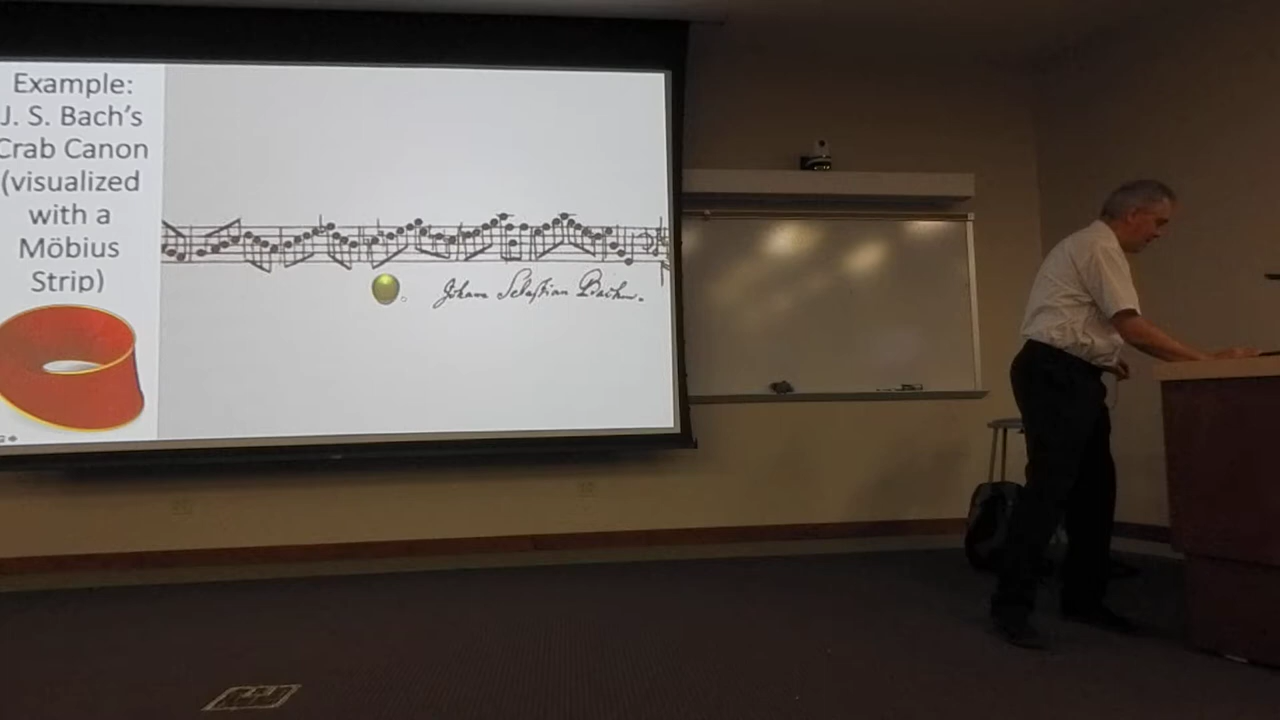 Example:
J. S. Bach's
Crab Canon
(visualized
with a
Möbius
Strip)
Johann Sebastian Bach.